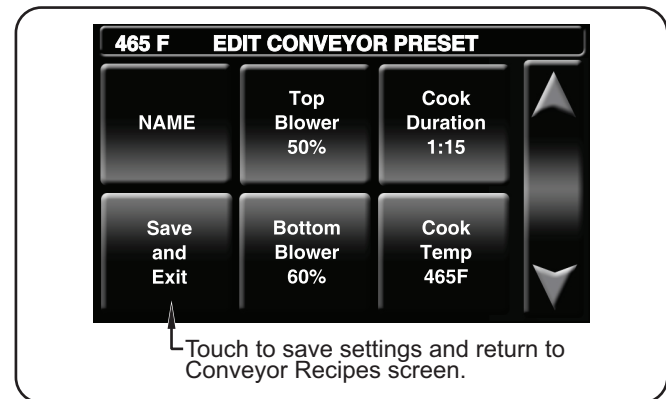 465 F EDIT CONVEYOR PRESET
NAME
Top
Blower
50%
Cook
Duration
1:15
Save
and
Exit
Bottom
Blower
60%
Cook
Temp
465F
Touch to save settings and return to
Conveyor Recipes screen.